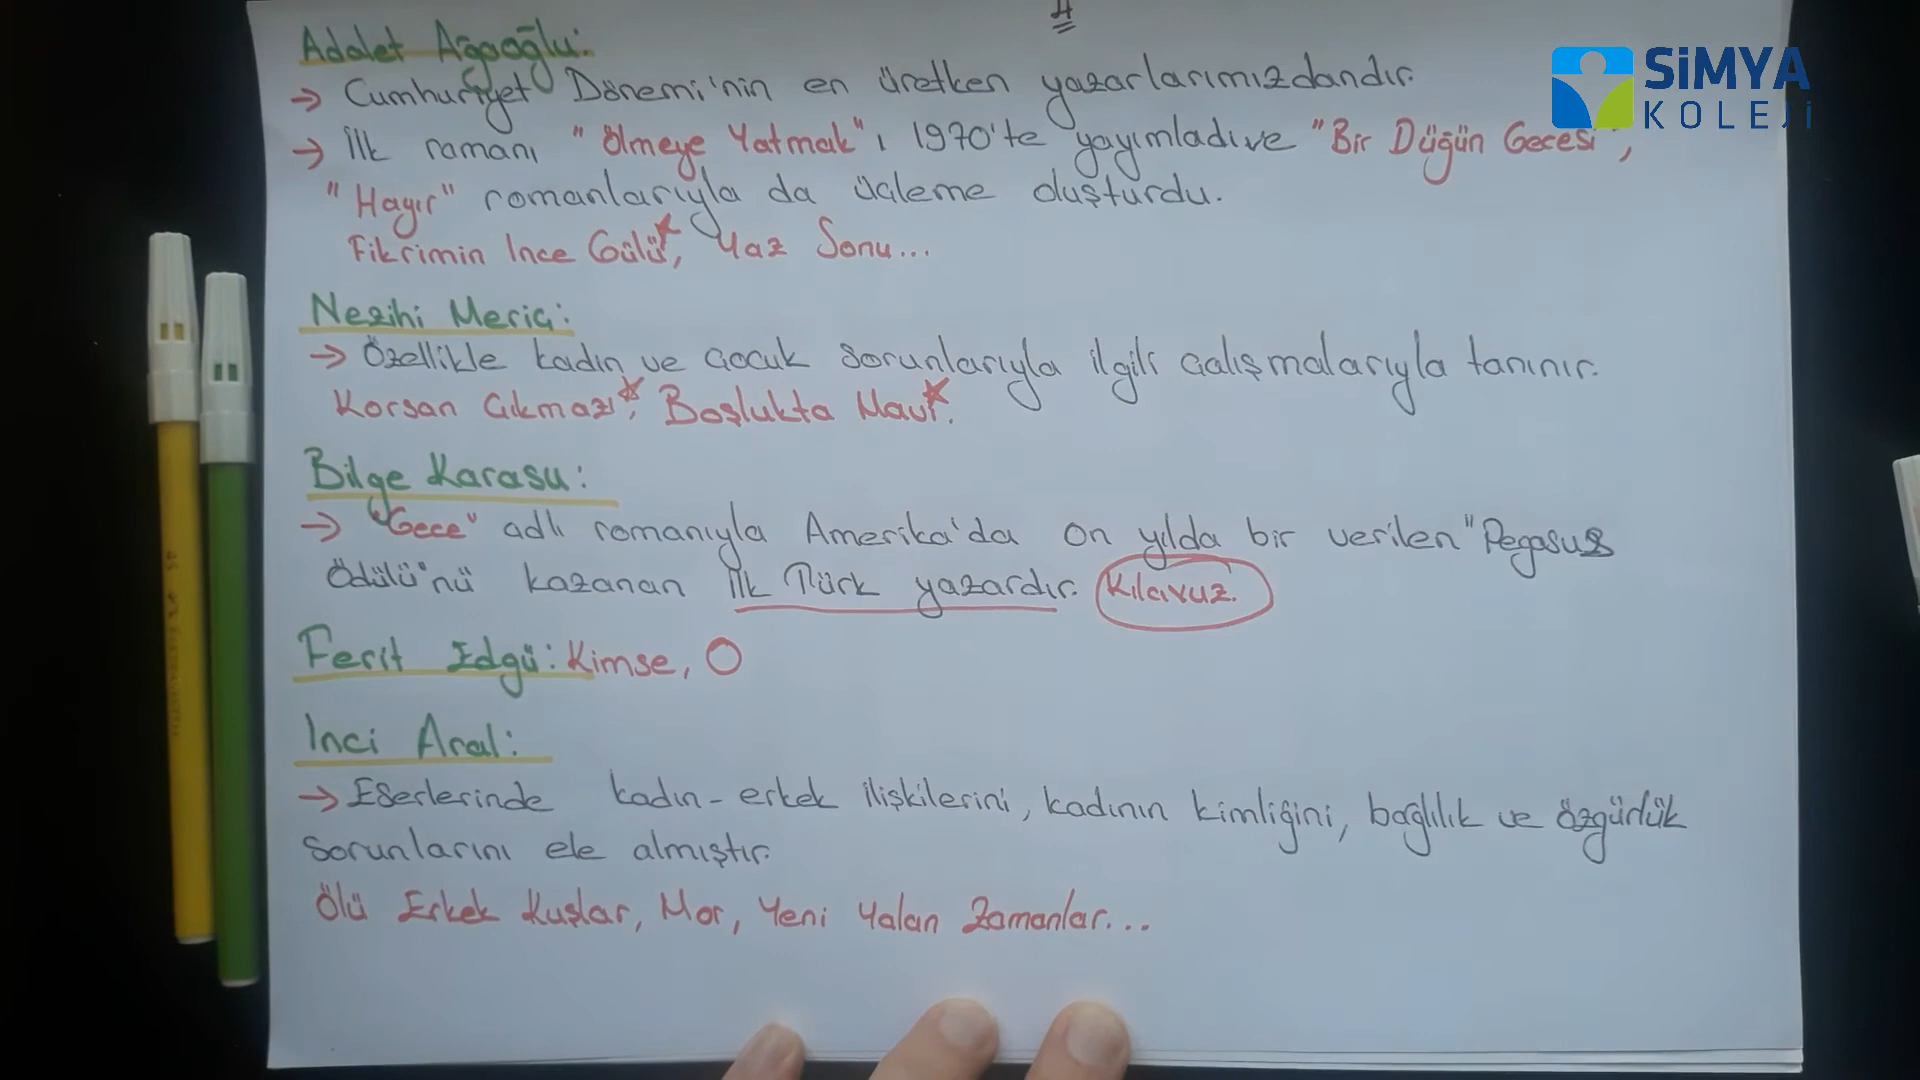 4
Adalet Ağaoğlu:
SiMYA
KOLEJİ
→ Cumhuriyet Dönemi'nin en üretken yazarlarımızdandır.
→ İlk romanı "Ölmeye Yatmak", 1970'te yayımladı ve "Bir Düğün Gecesi",
"Hayır" romanlarıyla da üçleme oluşturdu.
Fikrimin Ince Gülü, Yaz Sonu...
Nezihi Meriç:
→ Özellikle kadın ve çocuk sorunlarıyla ilgili çalışmalarıyla tanınır.
Korsan Çıkmazı, Boşlukta Mavi.
Bilge Karasu:
→ "Gece" adlı romanıyla Amerika'da on yılda bir verilen "Pegasus
Ödülü"nü kazanan ilk Türk yazardır. Kılavuz.
Ferit Edgü: Kimse, O
Inci Aral:
→ Eserlerinde kadın-erkek ilişkilerini, kadının kimliğini, bağlılık ve özgürlük
sorunlarını ele almıştır.
Ölü Erkek Kuşlar, Mor, Yeni Yalan Zamanlar...